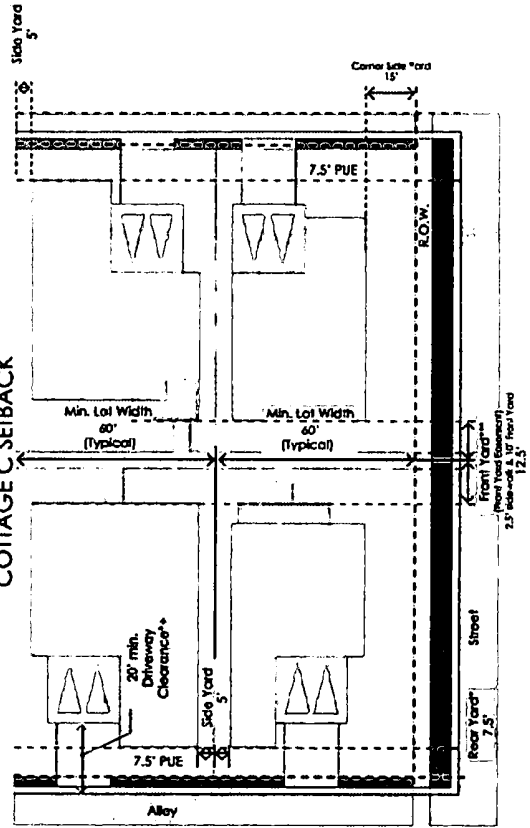 COTTAGE C SETBACK
Side Yard
5'
Corner Side Yard
15'
7.5' PUE
R.O.W.
Min. Lot Width
60'
(Typical)
Min. Lot Width
60'
(Typical)
Front Yard***
(Front Yard Easement)
2.5' sidewalk & 10' Front Yard
12.5'
20' min.
Driveway
Clearance**
Side Yard
5'
7.5' PUE
Street
Rear Yard*
7.5'
Alley